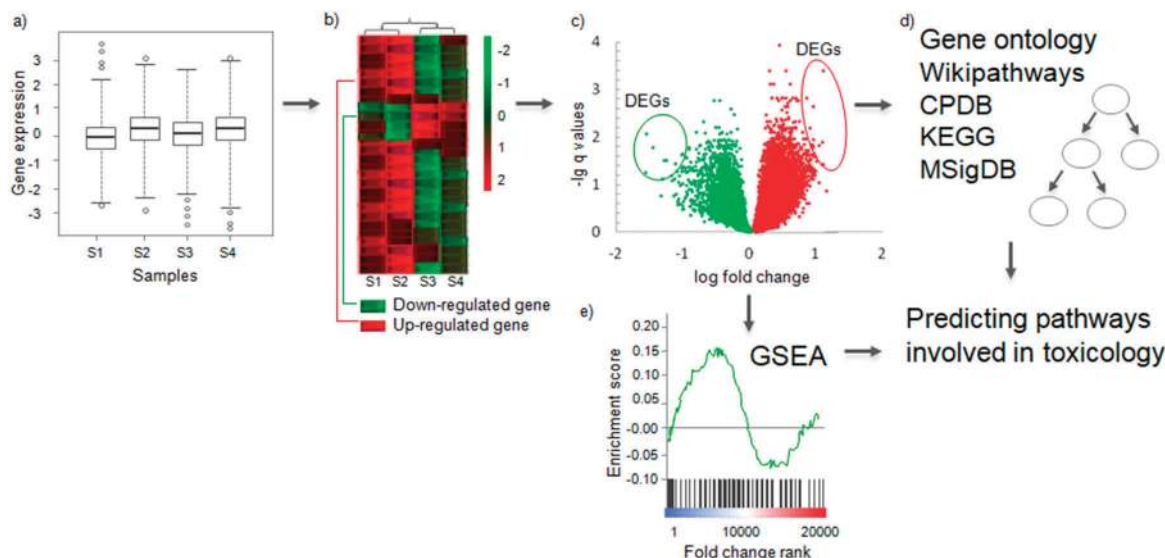 a)
Gene expression
3
2
1
0
-1
-2
-3
S1 S2 S3 S4
Samples
b)
-2
-1
0
1
2
S1 S2 S3 S4
Down-regulated gene
Up-regulated gene
c)
DEGs
DEGs
-lg q values
4
3
2
1
0
-2 -1 0 1 2
log fold change
d)
Gene ontology
Wikipathways
CPDB
KEGG
MSigDB
Predicting pathways
involved in toxicology
e)
GSEA
Enrichment score
0.20
0.15
0.10
0.05
-0.00
-0.05
-0.10
1 10000 20000
Fold change rank